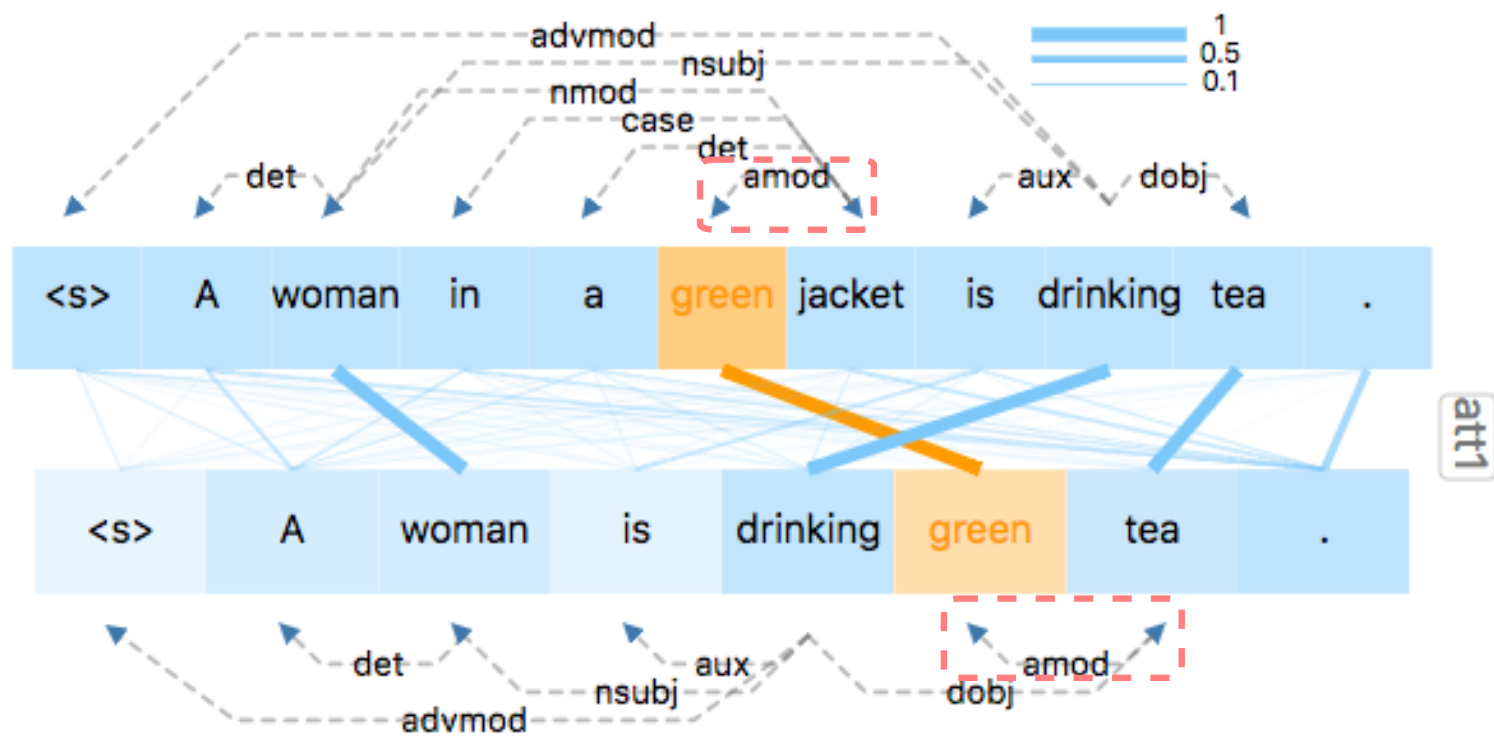 advmod
1
nsubj
0.5
nmod
0.1
case
det
det
amod
aux
dobj
<s> A woman in a green jacket is drinking tea .
att1
<s> A woman is drinking green tea .
det
aux
amod
nsubj
dobj
advmod